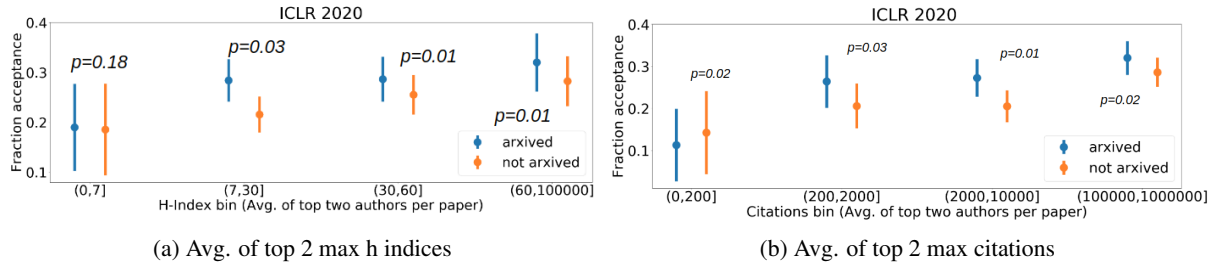 ICLR 2020
0.4
0.3
0.2
0.1
Fraction acceptance
p=0.18
p=0.03
p=0.01
p=0.01
arxived
not arxived
(0,7]
(7,30]
(30,60]
(60,100000]
H-Index bin (Avg. of top two authors per paper)
(a) Avg. of top 2 max h indices
ICLR 2020
0.4
0.3
0.2
0.1
Fraction acceptance
p=0.02
p=0.03
p=0.01
p=0.02
arxived
not arxived
(0,200]
(200,2000]
(2000,10000]
(100000,1000000]
Citations bin (Avg. of top two authors per paper)
(b) Avg. of top 2 max citations